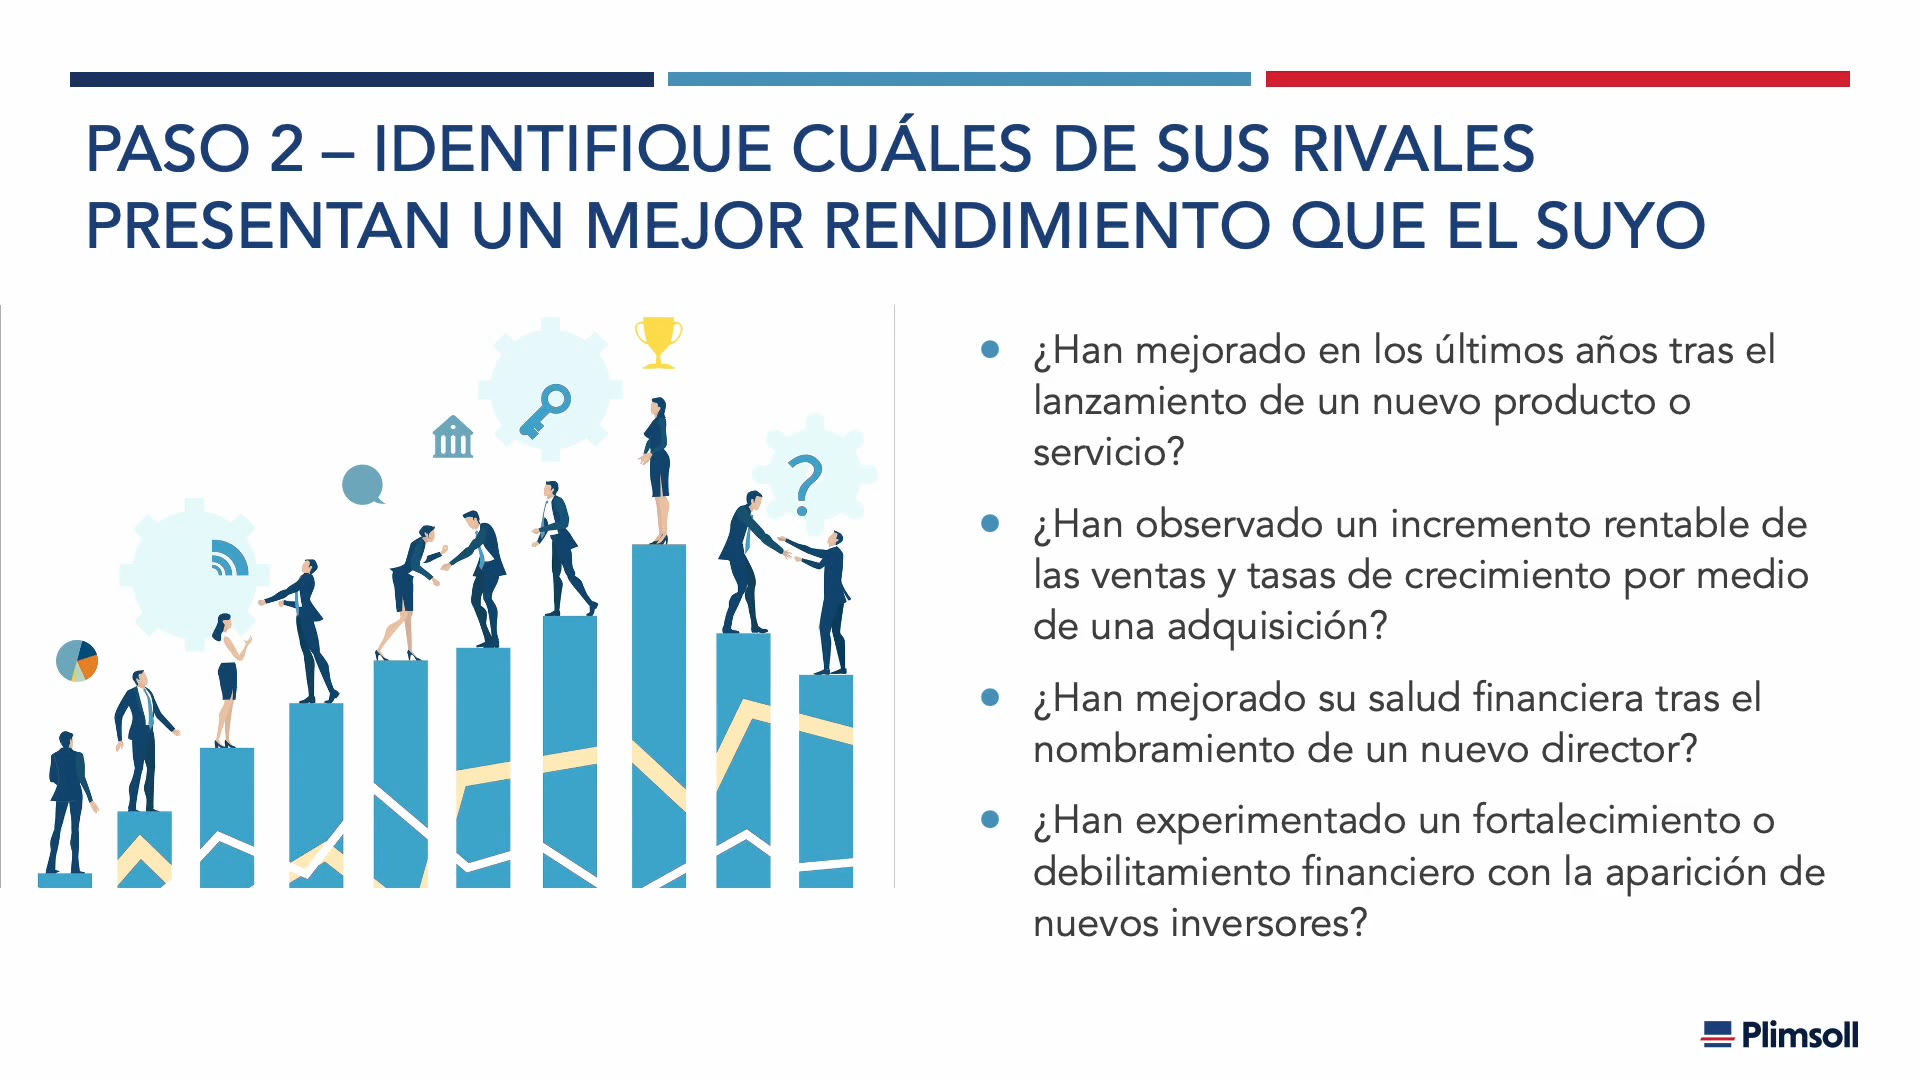 PASO 2 – IDENTIFIQUE CUÁLES DE SUS RIVALES
PRESENTAN UN MEJOR RENDIMIENTO QUE EL SUYO
?
• ¿Han mejorado en los últimos años tras el
lanzamiento de un nuevo producto o
servicio?
• ¿Han observado un incremento rentable de
las ventas y tasas de crecimiento por medio
de una adquisición?
• ¿Han mejorado su salud financiera tras el
nombramiento de un nuevo director?
• ¿Han experimentado un fortalecimiento o
debilitamiento financiero con la aparición de
nuevos inversores?
Plimsoll